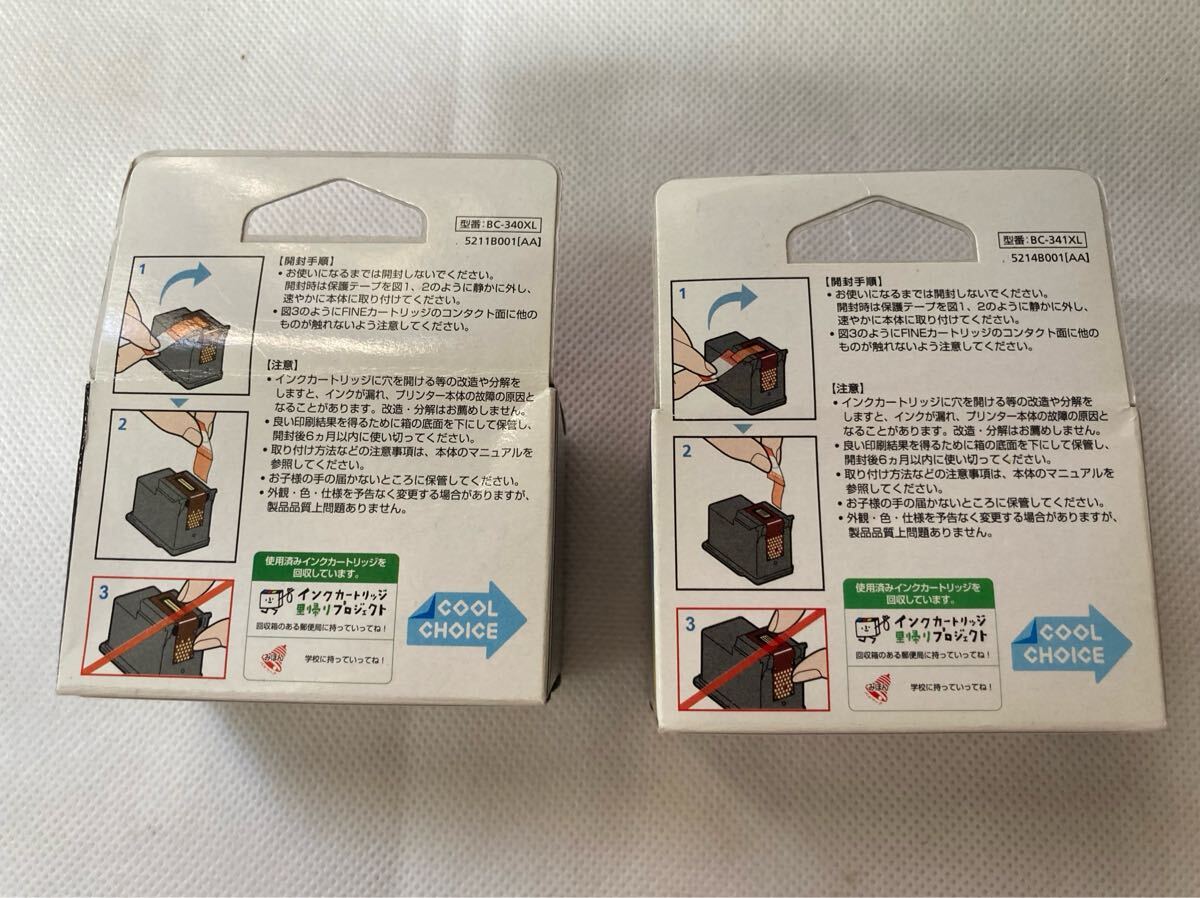 型番:BC-340XL
5211B001[AA]
【開封手順】
・お使いになるまでは開封しないでください。
開封時は保護テープを図1、2のように静かに外し、
速やかに本体に取り付けてください。
・図3のようにFINEカートリッジのコンタクト面に他の
ものが触れないよう注意してください。
【注意】
・インクカートリッジに穴を開ける等の改造や分解を
しますと、インクが漏れ、プリンター本体の故障の原因と
なることがあります。改造・分解はお薦めしません。
・良い印刷結果を得るために箱の底面を下にして保管し、
開封後6ヵ月以内に使い切ってください。
・取り付け方法などの注意事項は、本体のマニュアルを
参照してください。
・お子様の手の届かないところに保管してください。
・外観・色・仕様を予告なく変更する場合がありますが、
製品品質上問題ありません。
1
2
3
使用済みインクカートリッジを
回収しています。
インクカートリッジ
里帰りプロジェクト
回収箱のある郵便局に持っていってね!
学校に持っていってね!
COOL
CHOICE
型番:BC-341XL
5214B001[AA]
【開封手順】
・お使いになるまでは開封しないでください。
開封時は保護テープを図1、2のように静かに外し、
速やかに本体に取り付けてください。
・図3のようにFINEカートリッジのコンタクト面に他の
ものが触れないよう注意してください。
【注意】
・インクカートリッジに穴を開ける等の改造や分解を
しますと、インクが漏れ、プリンター本体の故障の原因と
なることがあります。改造・分解はお薦めしません。
・良い印刷結果を得るために箱の底面を下にして保管し、
開封後6ヵ月以内に使い切ってください。
・取り付け方法などの注意事項は、本体のマニュアルを
参照してください。
・お子様の手の届かないところに保管してください。
・外観・色・仕様を予告なく変更する場合がありますが、
製品品質上問題ありません。
1
2
3
使用済みインクカートリッジを
回収しています。
インクカートリッジ
里帰りプロジェクト
回収箱のある郵便局に持っていってね!
みほん
学校に持っていってね!
COOL
CHOICE